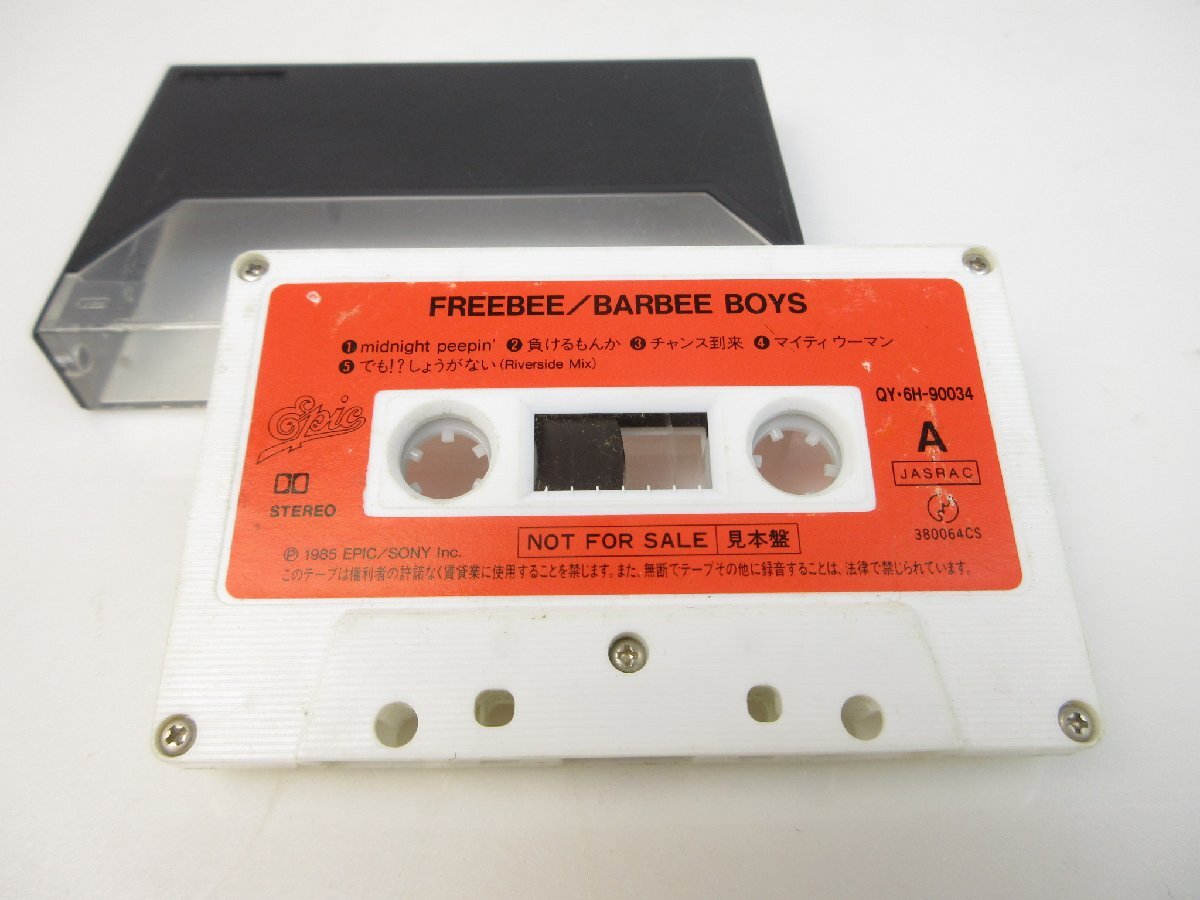 FREEBEE/BARBEE BOYS
❶ midnight peepin' ❷ 負けるもんか ❸ チャンス到来 ❹ マイティウーマン
❺ でも!?しょうがない (Riverside Mix)
QY・6H-90034
Epic
A
JASRAC
STEREO
380064CS
NOT FOR SALE 見本盤
Ⓟ 1985 EPIC/SONY Inc.
このテープは権利者の許諾なく賃貸業に使用することを禁じます。また、無断でテープその他に録音することは、法律で禁じられています。